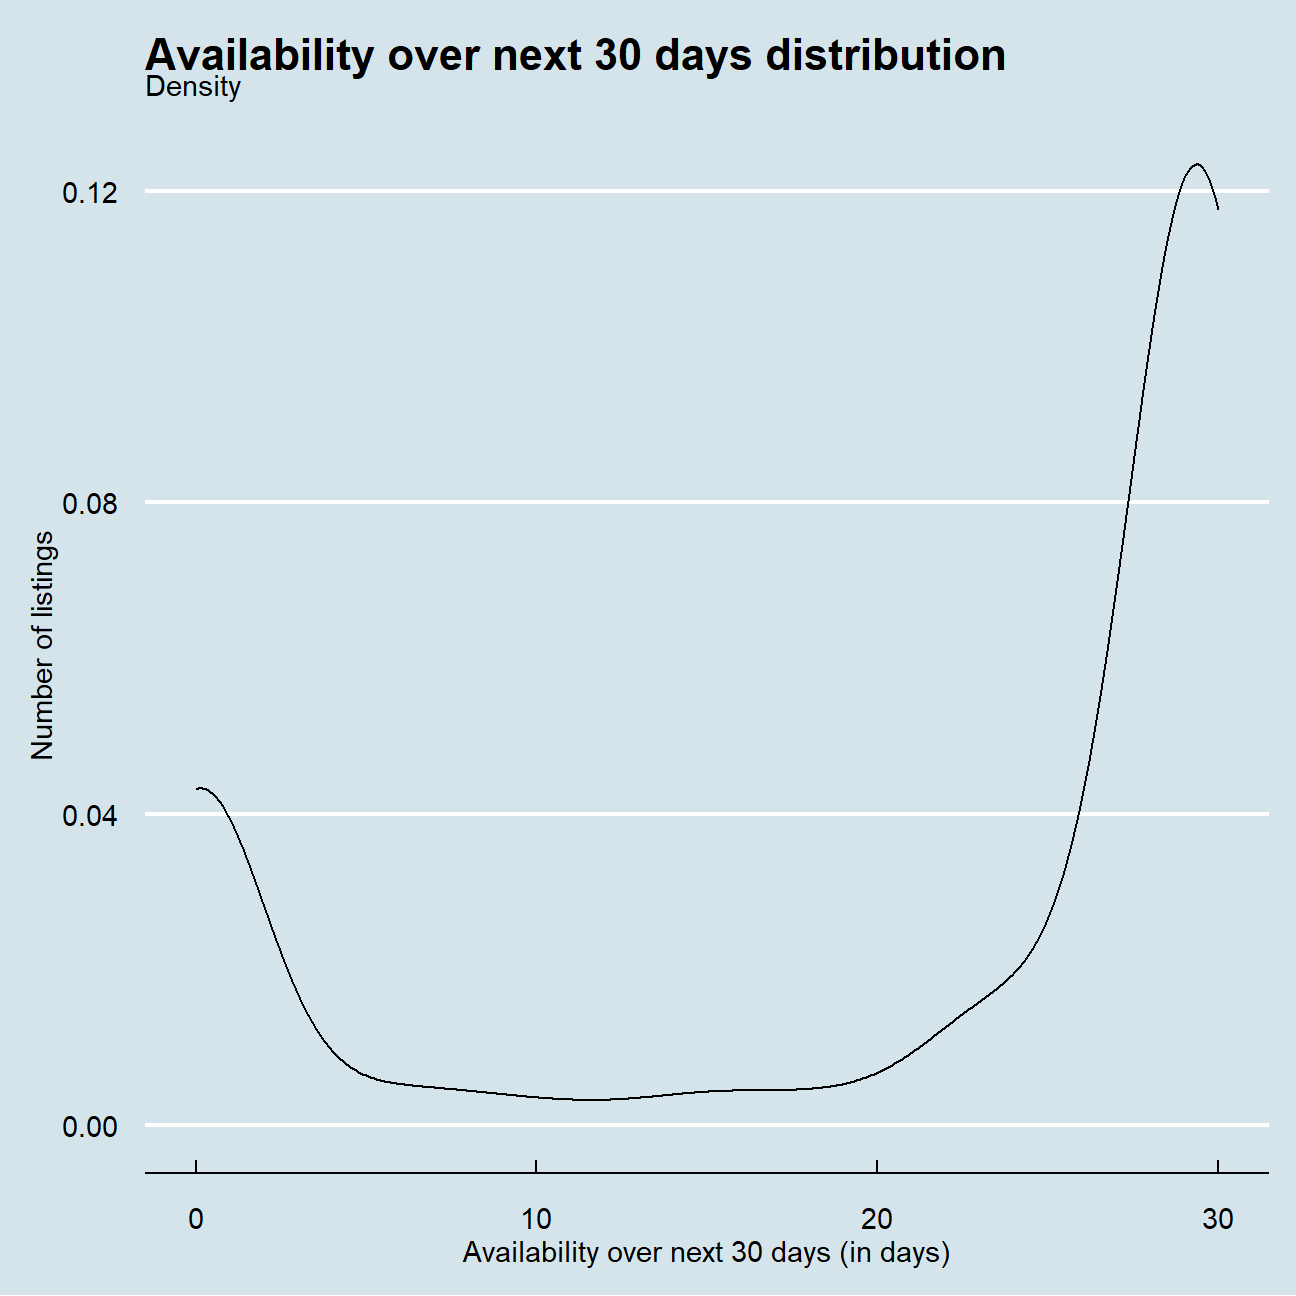 Availability over next 30 days distribution
Density
0.12
0.08
0.04
0.00
Number of listings
0 10 20 30
Availability over next 30 days (in days)